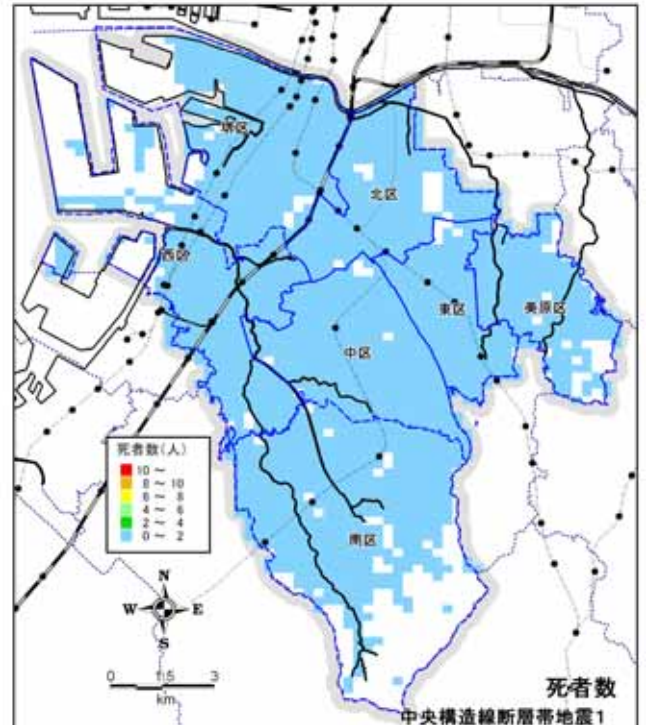 堺区
北区
西区
東区
美原区
中区
死者数(人)
10 ～
8 ～ 10
6 ～ 8
4 ～ 6
2 ～ 4
0 ～ 2
南区
N
W E
S
0 1.5 3
km
死者数
中央構造線断層帯地震1